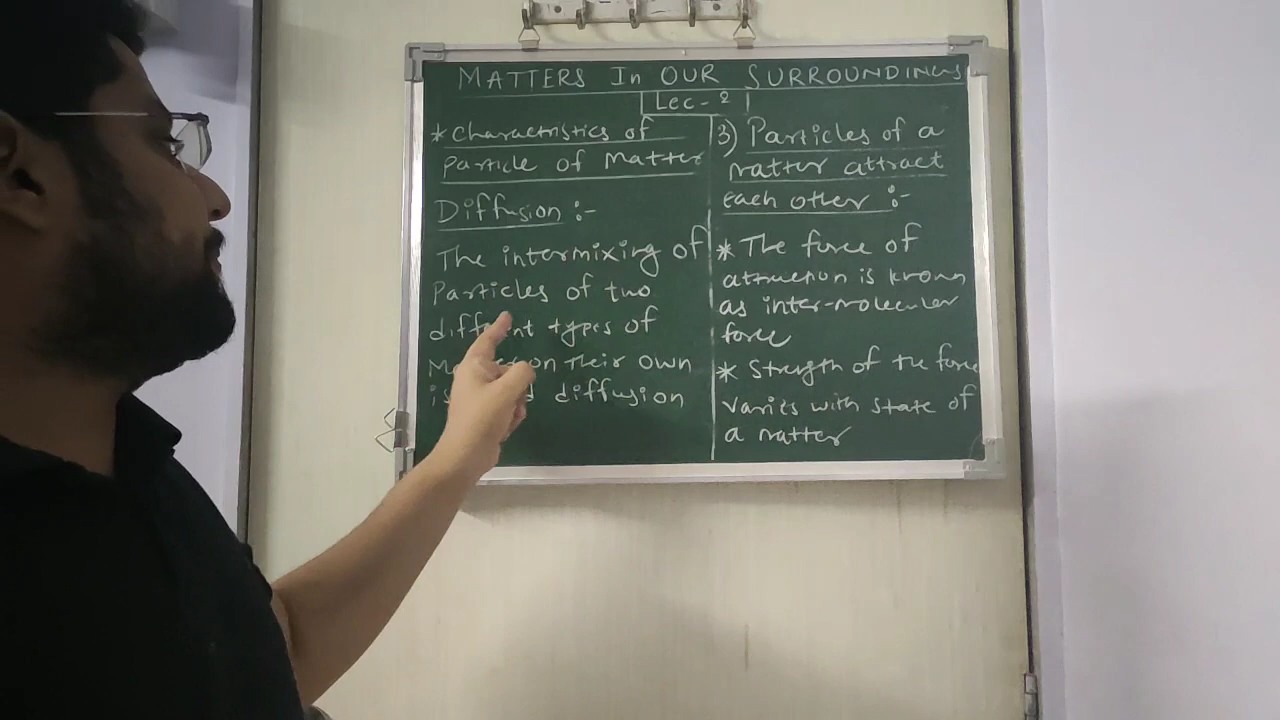 MATTERS In OUR SURROUNDINGS
Lec - 2
* Characteristics of
Particle of Matter
Diffusion :-
The intermixing of
Particles of two
types of
on their own
diffusion
3) Particles of a
matter attract
each other :-
* The force of
attraction is known
as inter-molecular
force
* Strength of the force
varies with state of
a matter